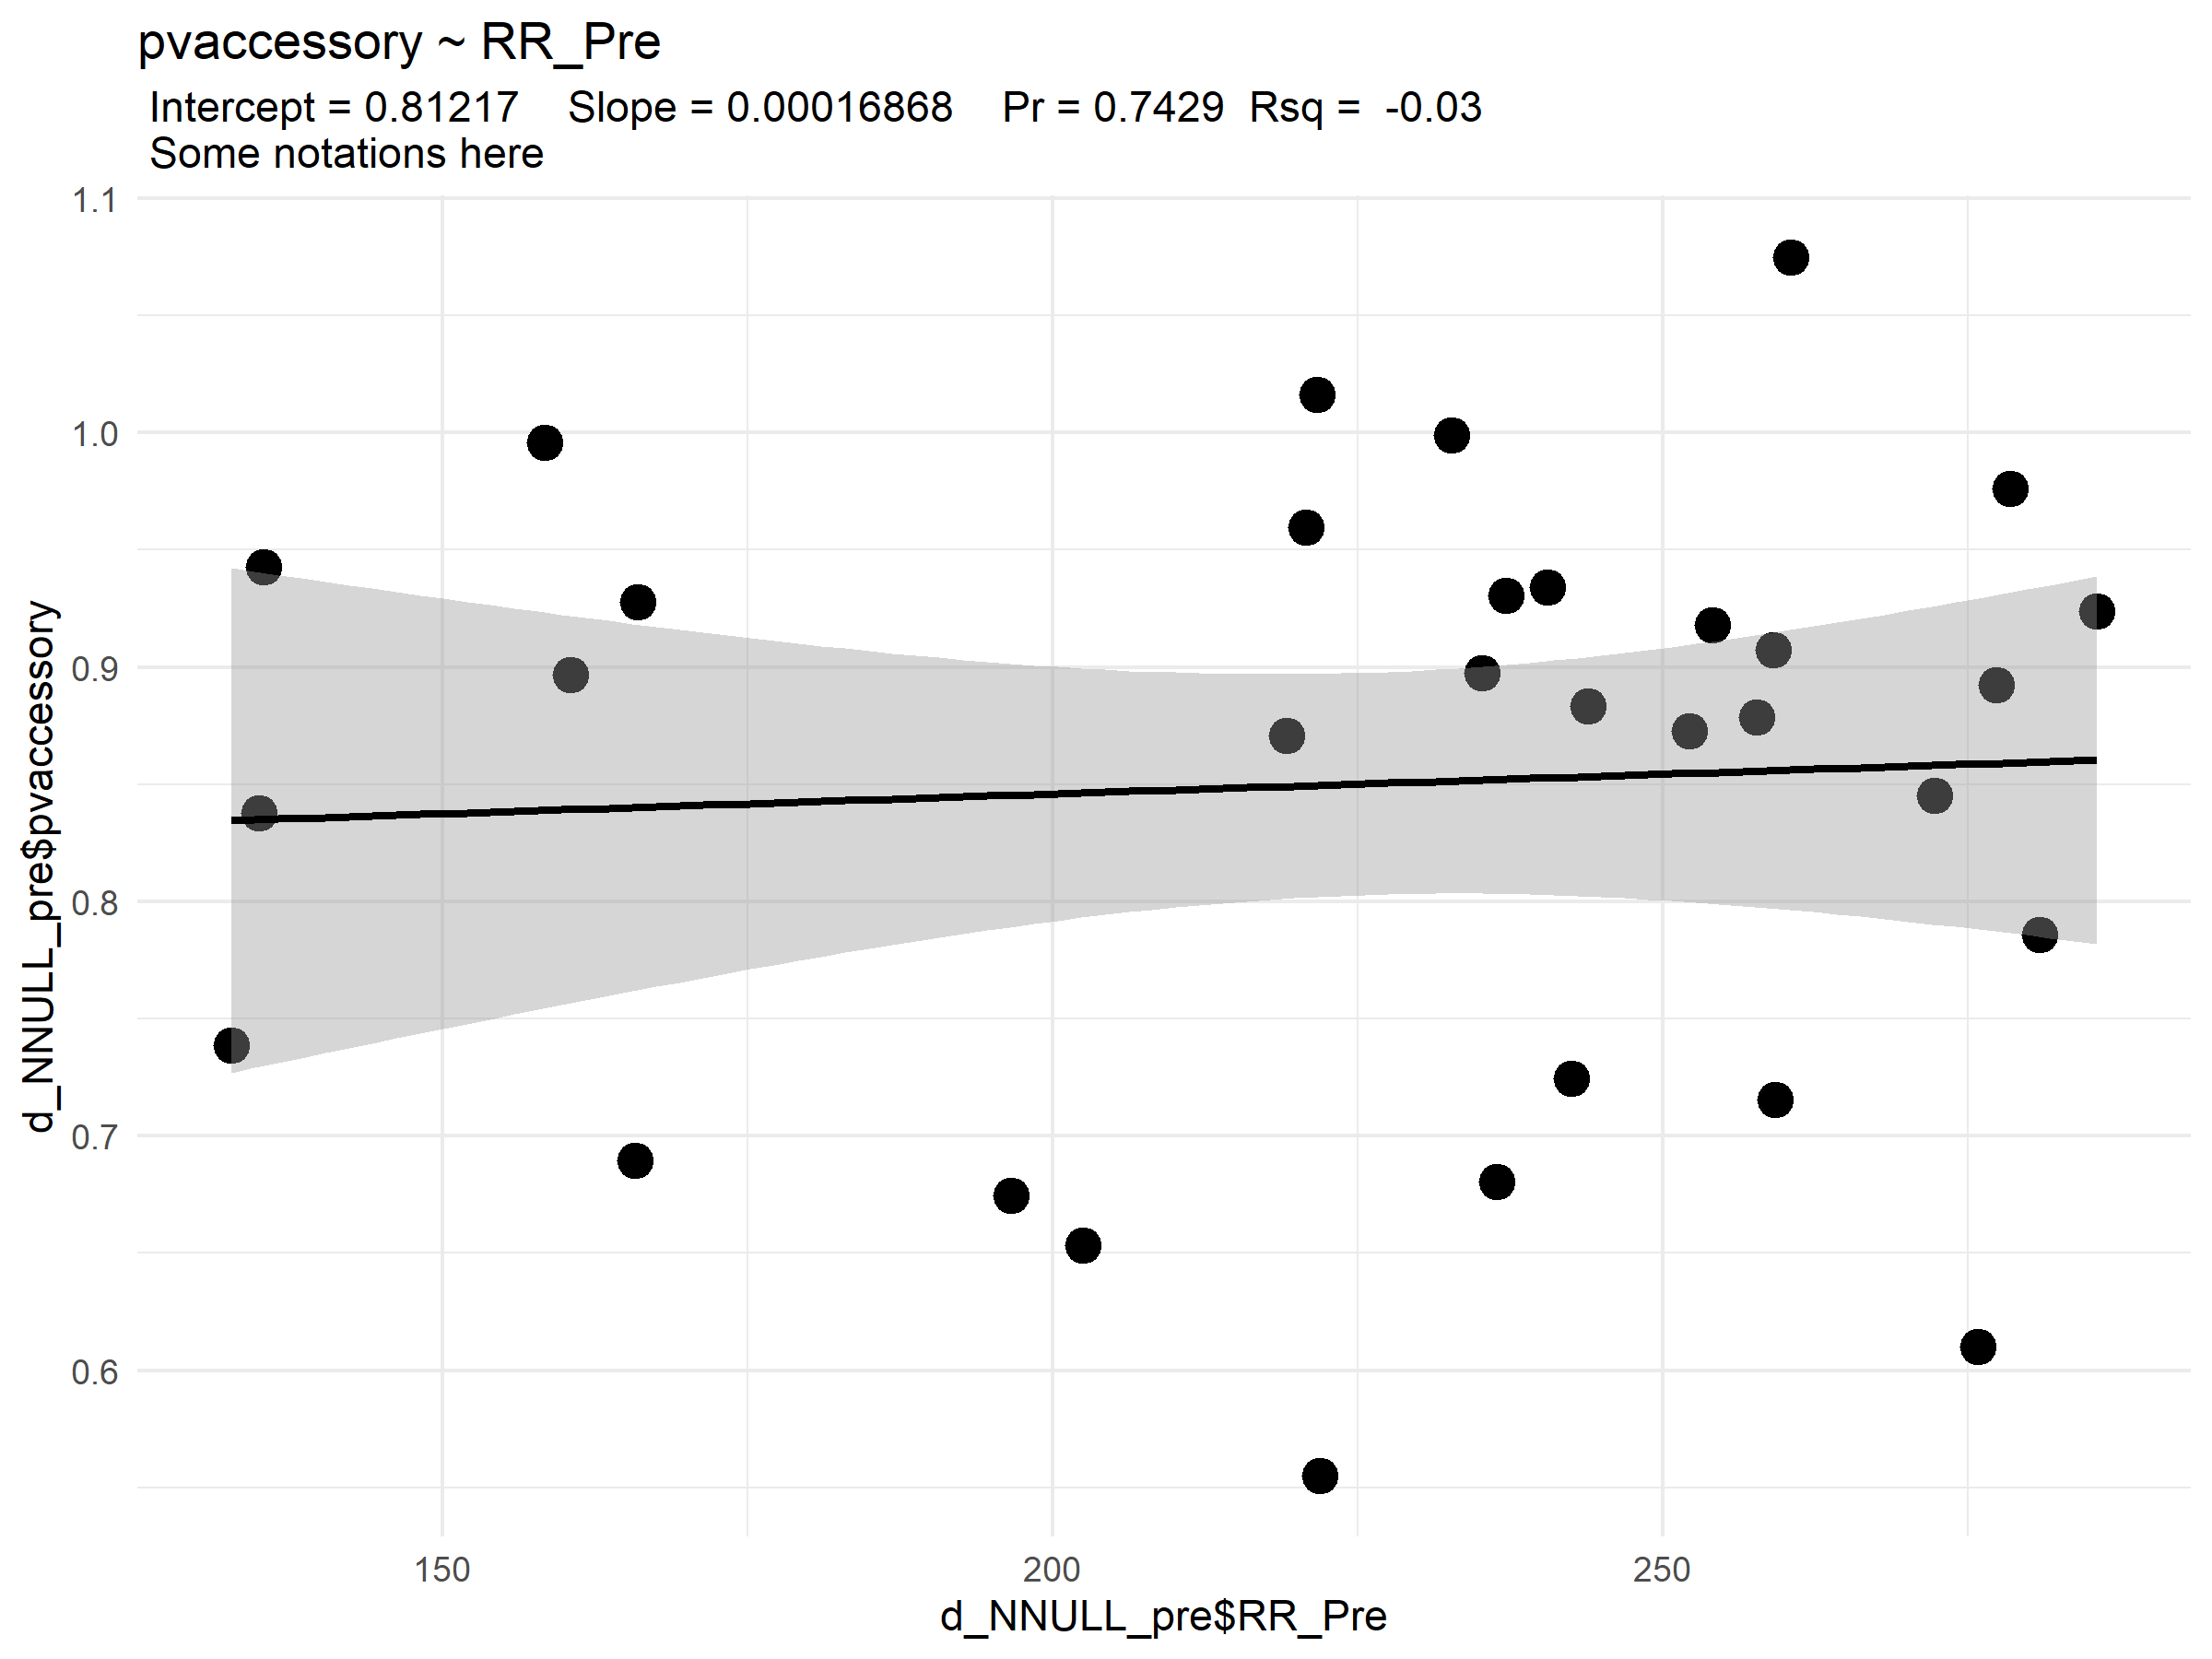 pvaccessory ~ RR_Pre
Intercept = 0.81217 Slope = 0.00016868 Pr = 0.7429 Rsq = -0.03
Some notations here
1.1
1.0
0.9
0.8
0.7
0.6
d_NNULL_pre$pvaccessory
150 200 250
d_NNULL_pre$RR_Pre